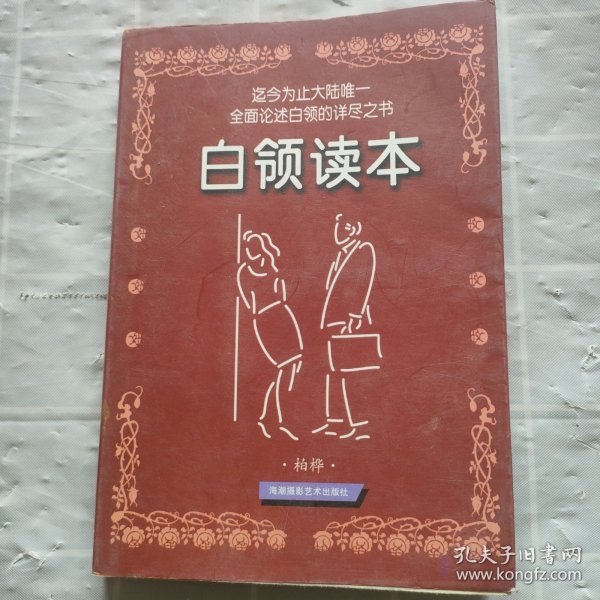 迄今为止大陆唯一
全面论述白领的详尽之书
白领读本
·柏桦·
海潮摄影艺术出版社
孔夫子旧书网
www.kongfz.com